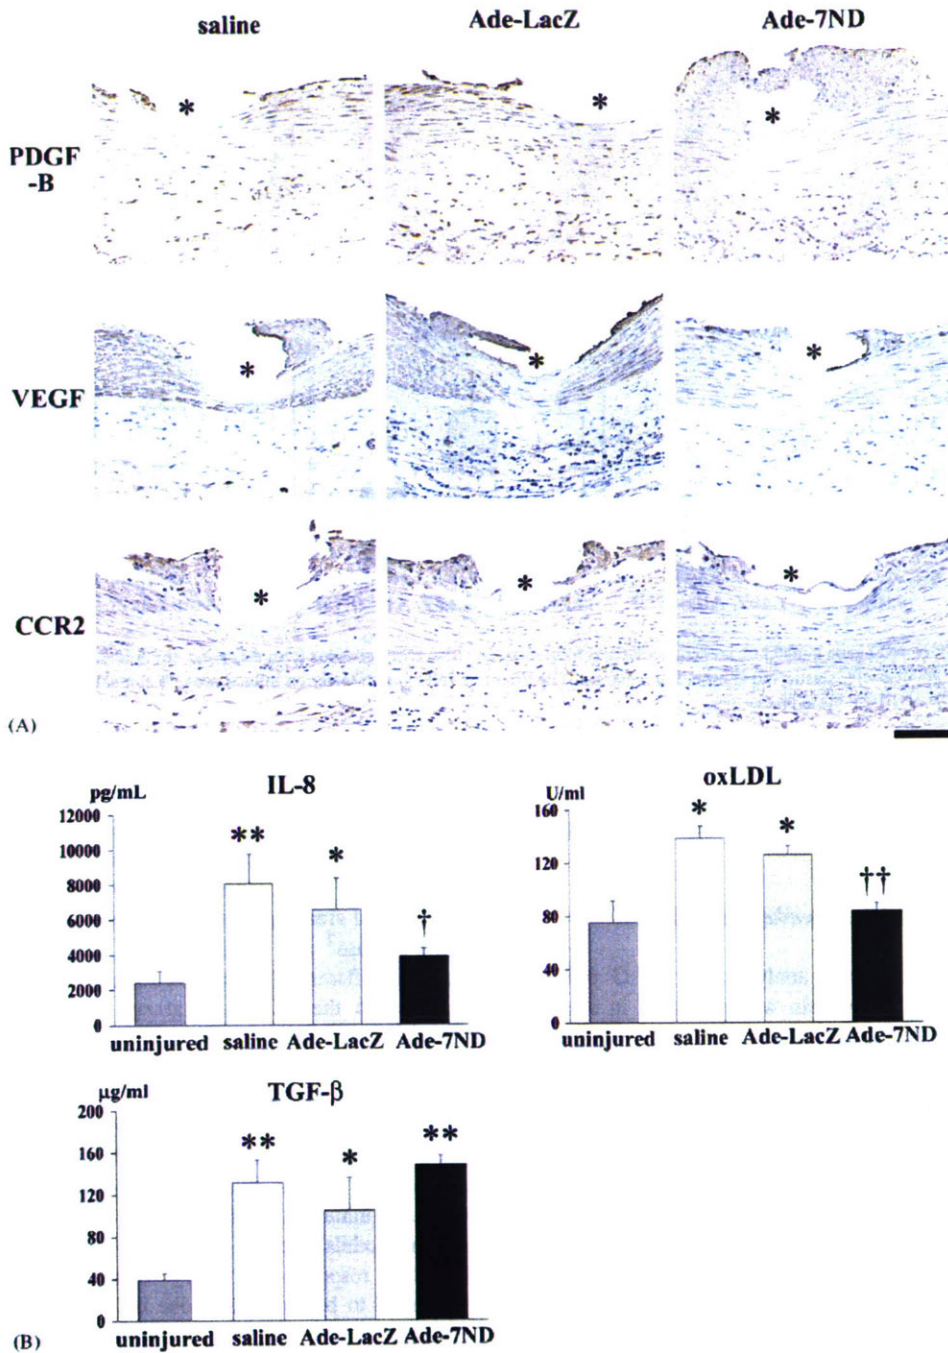 saline Ade-LacZ Ade-7ND
PDGF
-B
* * *
VEGF
* * *
CCR2
* * *
(A)
pg/mL IL-8
12000
10000
8000
6000
4000
2000
0
** * †
uninjured saline Ade-LacZ Ade-7ND
U/ml oxLDL
160
120
80
40
0
* * ††
uninjured saline Ade-LacZ Ade-7ND
µg/ml TGF-β
200
160
120
80
40
0
** * **
uninjured saline Ade-LacZ Ade-7ND
(B)